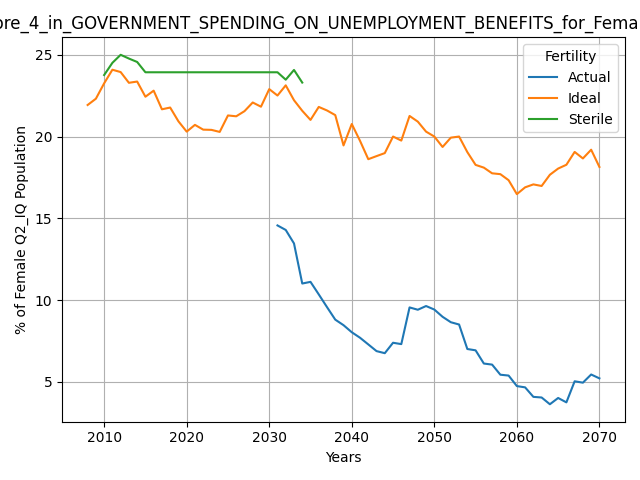 ore_4_in_GOVERNMENT_SPENDING_ON_UNEMPLOYMENT_BENEFITS_for_Fema
25
20
15
10
5
% of Female Q2_IQ Population
Fertility
Actual
Ideal
Sterile
2010 2020 2030 2040 2050 2060 2070
Years